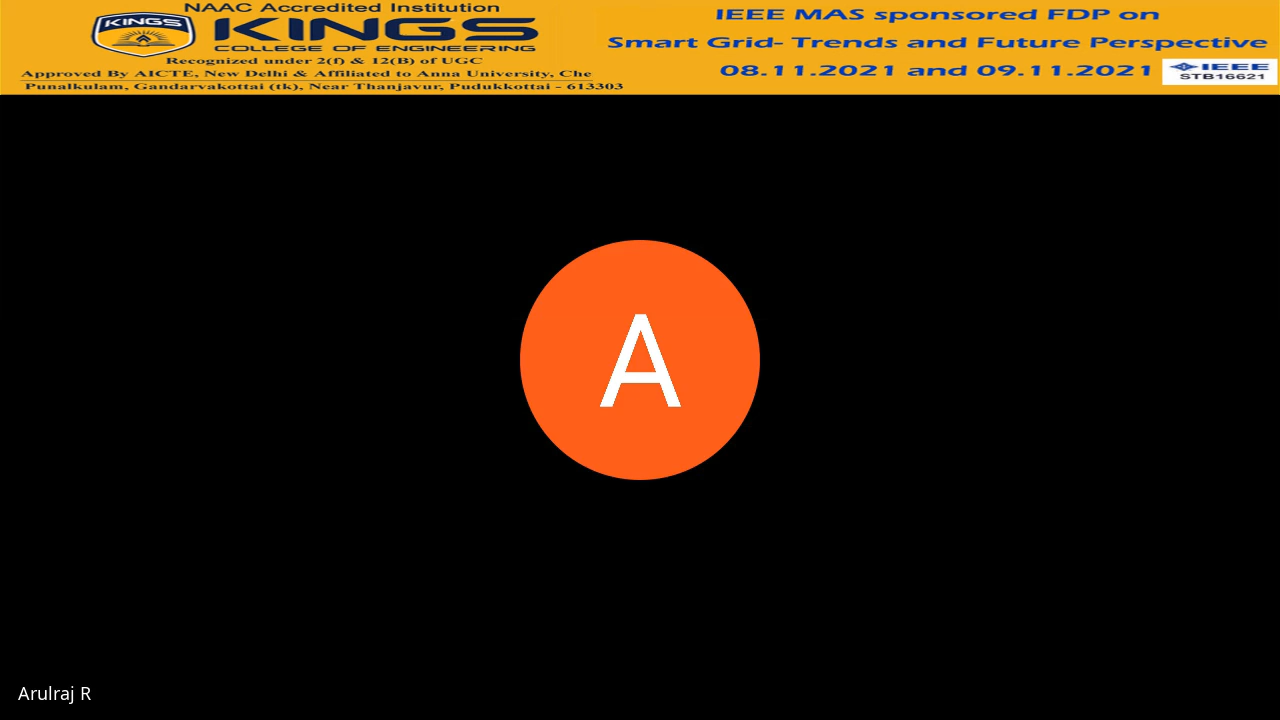 NAAC Accredited Institution
KINGS
KINGS
COLLEGE OF ENGINEERING
Recognized under 2(f) & 12(B) of UGC
Approved By AICTE, New Delhi & Affiliated to Anna University, Che
Punalkulam, Gandarvakottai (tk), Near Thanjavur, Pudukkottai - 613303
IEEE MAS sponsored FDP on
Smart Grid- Trends and Future Perspective
08.11.2021 and 09.11.2021
IEEE
STB16621
A
Arulraj R